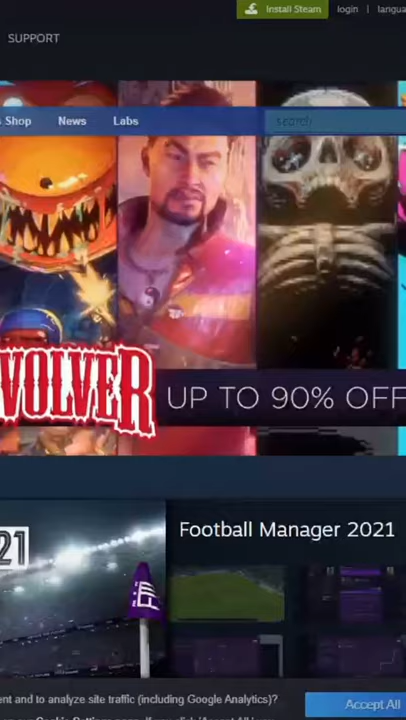 Install Steam
login
|
langua
SUPPORT
s Shop
News
Labs
search
VOLVER
UP TO 90% OFF
21
Football Manager 2021
ent and to analyze site traffic (including Google Analytics)?
Accept All